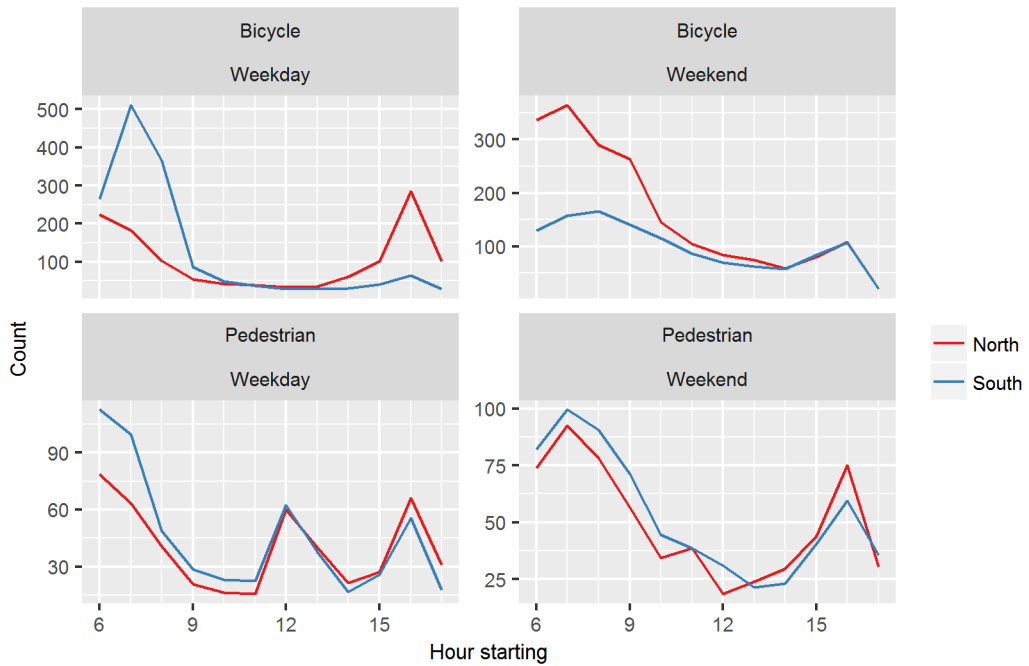 Bicycle
Weekday
Bicycle
Weekend
500
400
300
200
100
300
200
100
Count
Pedestrian
Weekday
Pedestrian
Weekend
North
South
90
60
30
100
75
50
25
6 9 12 15
6 9 12 15
Hour starting